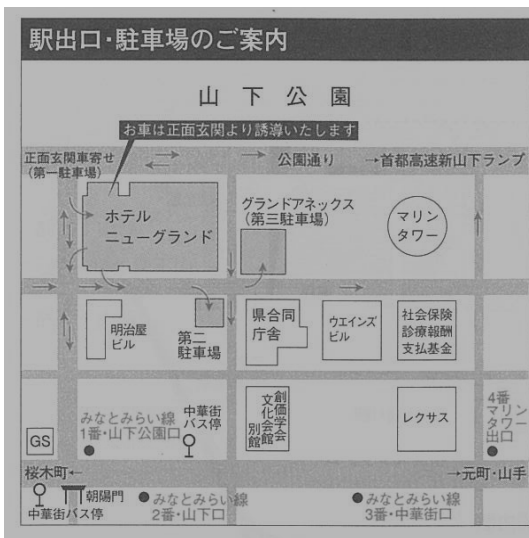 駅出口・駐車場のご案内
山下公園
お車は正面玄関より誘導いたします
正面玄関車寄せ
(第一駐車場)
公園通り
→首都高速新山下ランプ
ホテル
ニューグランド
グランドアネックス
(第三駐車場)
マリン
タワー
明治屋
ビル
第二
駐車場
県合同
庁舎
ウエインズ
ビル
社会保険
診療報酬
支払基金
みなとみらい線
1番・山下公園口
中華街
バス停
創価学会
文化会館
別館
レクサス
4番
マリン
タワー
出口
GS
桜木町←
→元町・山手
朝陽門
中華街バス停
みなとみらい線
2番・山下口
みなとみらい線
3番・中華街口